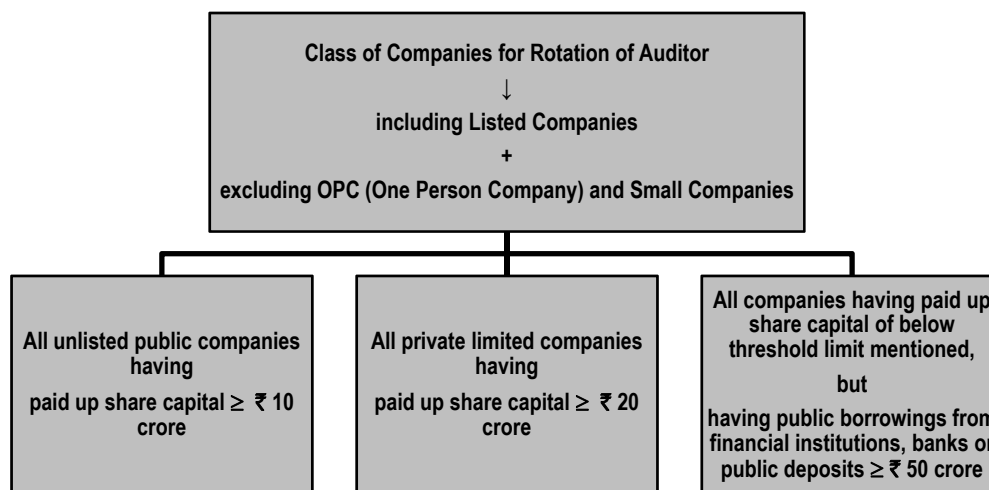 Class of Companies for Rotation of Auditor
↓
including Listed Companies
+
excluding OPC (One Person Company) and Small Companies
All unlisted public companies
having
paid up share capital ≥ ₹ 10
crore
All private limited companies
having
paid up share capital ≥ ₹ 20
crore
All companies having paid up
share capital of below
threshold limit mentioned,
but
having public borrowings from
financial institutions, banks or
public deposits ≥ ₹ 50 crore